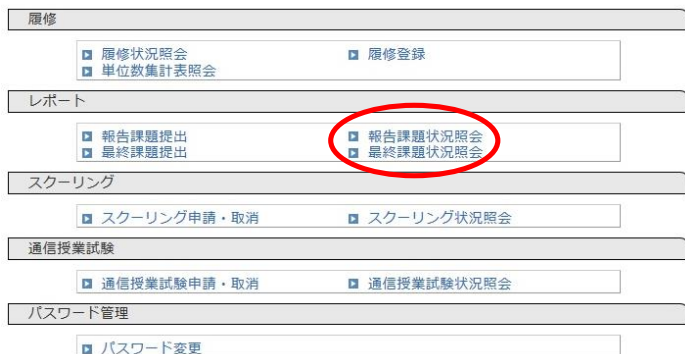 履修
履修状況照会 履修登録
単位数集計表照会
レポート
報告課題提出 報告課題状況照会
最終課題提出 最終課題状況照会
スクーリング
スクーリング申請・取消 スクーリング状況照会
通信授業試験
通信授業試験申請・取消 通信授業試験状況照会
パスワード管理
パスワード変更